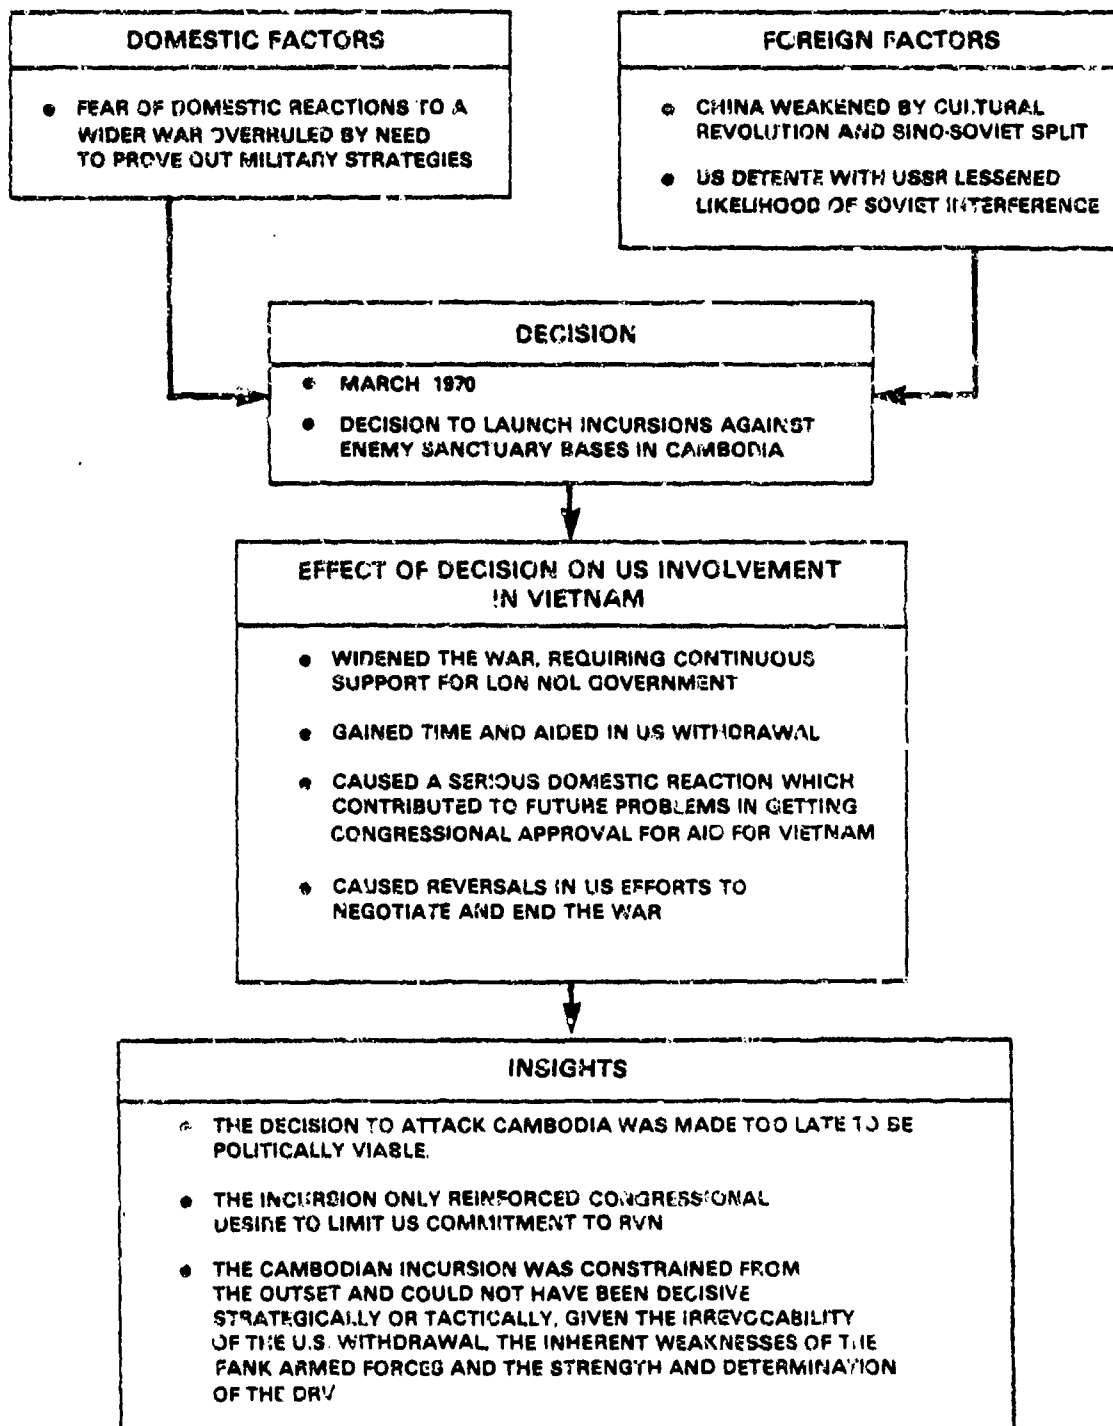 DOMESTIC FACTORS
• FEAR OF DOMESTIC REACTIONS TO A
WIDER WAR OVERRULED BY NEED
TO PROVE OUT MILITARY STRATEGIES
FOREIGN FACTORS
• CHINA WEAKENED BY CULTURAL
REVOLUTION AND SINO-SOVIET SPLIT
• US DETENTE WITH USSR LESSENED
LIKELIHOOD OF SOVIET INTERFERENCE
DECISION
• MARCH 1970
• DECISION TO LAUNCH INCURSIONS AGAINST
ENEMY SANCTUARY BASES IN CAMBODIA
EFFECT OF DECISION ON US INVOLVEMENT
IN VIETNAM
• WIDENED THE WAR, REQUIRING CONTINUOUS
SUPPORT FOR LON NOL GOVERNMENT
• GAINED TIME AND AIDED IN US WITHDRAWAL
• CAUSED A SERIOUS DOMESTIC REACTION WHICH
CONTRIBUTED TO FUTURE PROBLEMS IN GETTING
CONGRESSIONAL APPROVAL FOR AID FOR VIETNAM
• CAUSED REVERSALS IN US EFFORTS TO
NEGOTIATE AND END THE WAR
INSIGHTS
• THE DECISION TO ATTACK CAMBODIA WAS MADE TOO LATE TO BE
POLITICALLY VIABLE.
• THE INCURSION ONLY REINFORCED CONGRESSIONAL
DESIRE TO LIMIT US COMMITMENT TO RVN
• THE CAMBODIAN INCURSION WAS CONSTRAINED FROM
THE OUTSET AND COULD NOT HAVE BEEN DECISIVE
STRATEGICALLY OR TACTICALLY, GIVEN THE IRREVOCABILITY
OF THE U.S. WITHDRAWAL, THE INHERENT WEAKNESSES OF THE
FANK ARMED FORCES AND THE STRENGTH AND DETERMINATION
OF THE DRV